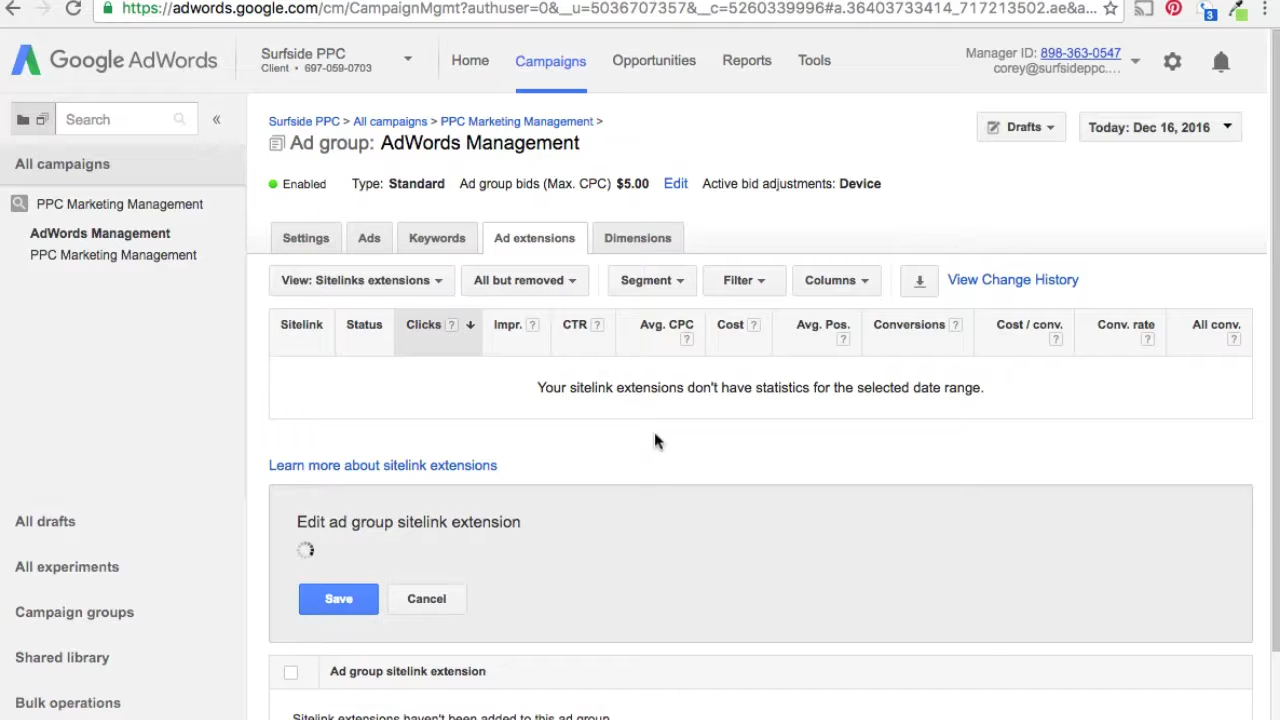 https://adwords.google.com/cm/CampaignMgmt?authuser=0&__u=5036707357&__c=5260339996#a.36403733414_717213502.ae&a...
3
Google AdWords
Surfside PPC
Client • 697-059-0703
Home
Campaigns
Opportunities
Reports
Tools
Manager ID: 898-363-0547
corey@surfsideppc....
Search
«
Surfside PPC > All campaigns > PPC Marketing Management >
Ad group: AdWords Management
Drafts
Today: Dec 16, 2016
All campaigns
Enabled Type: Standard Ad group bids (Max. CPC) $5.00 Edit Active bid adjustments: Device
PPC Marketing Management
AdWords Management
PPC Marketing Management
Settings
Ads
Keywords
Ad extensions
Dimensions
View: Sitelinks extensions
All but removed
Segment
Filter
Columns
View Change History
Sitelink
Status
Clicks ?
Impr. ?
CTR ?
Avg. CPC ?
Cost ?
Avg. Pos. ?
Conversions ?
Cost / conv. ?
Conv. rate ?
All conv. ?
Your sitelink extensions don't have statistics for the selected date range.
Learn more about sitelink extensions
Edit ad group sitelink extension
Save
Cancel
Ad group sitelink extension
Sitelink extensions haven't been added to this ad group
All drafts
All experiments
Campaign groups
Shared library
Bulk operations